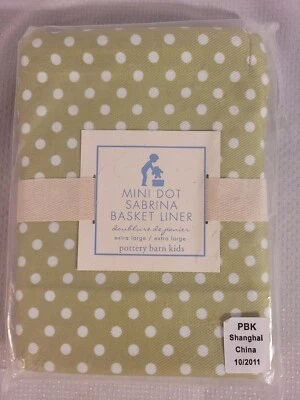 MINI DOT
SABRINA
BASKET LINER
doublure de panier
extra large / extra large
pottery barn kids
PBK
Shanghai
China
10/2011